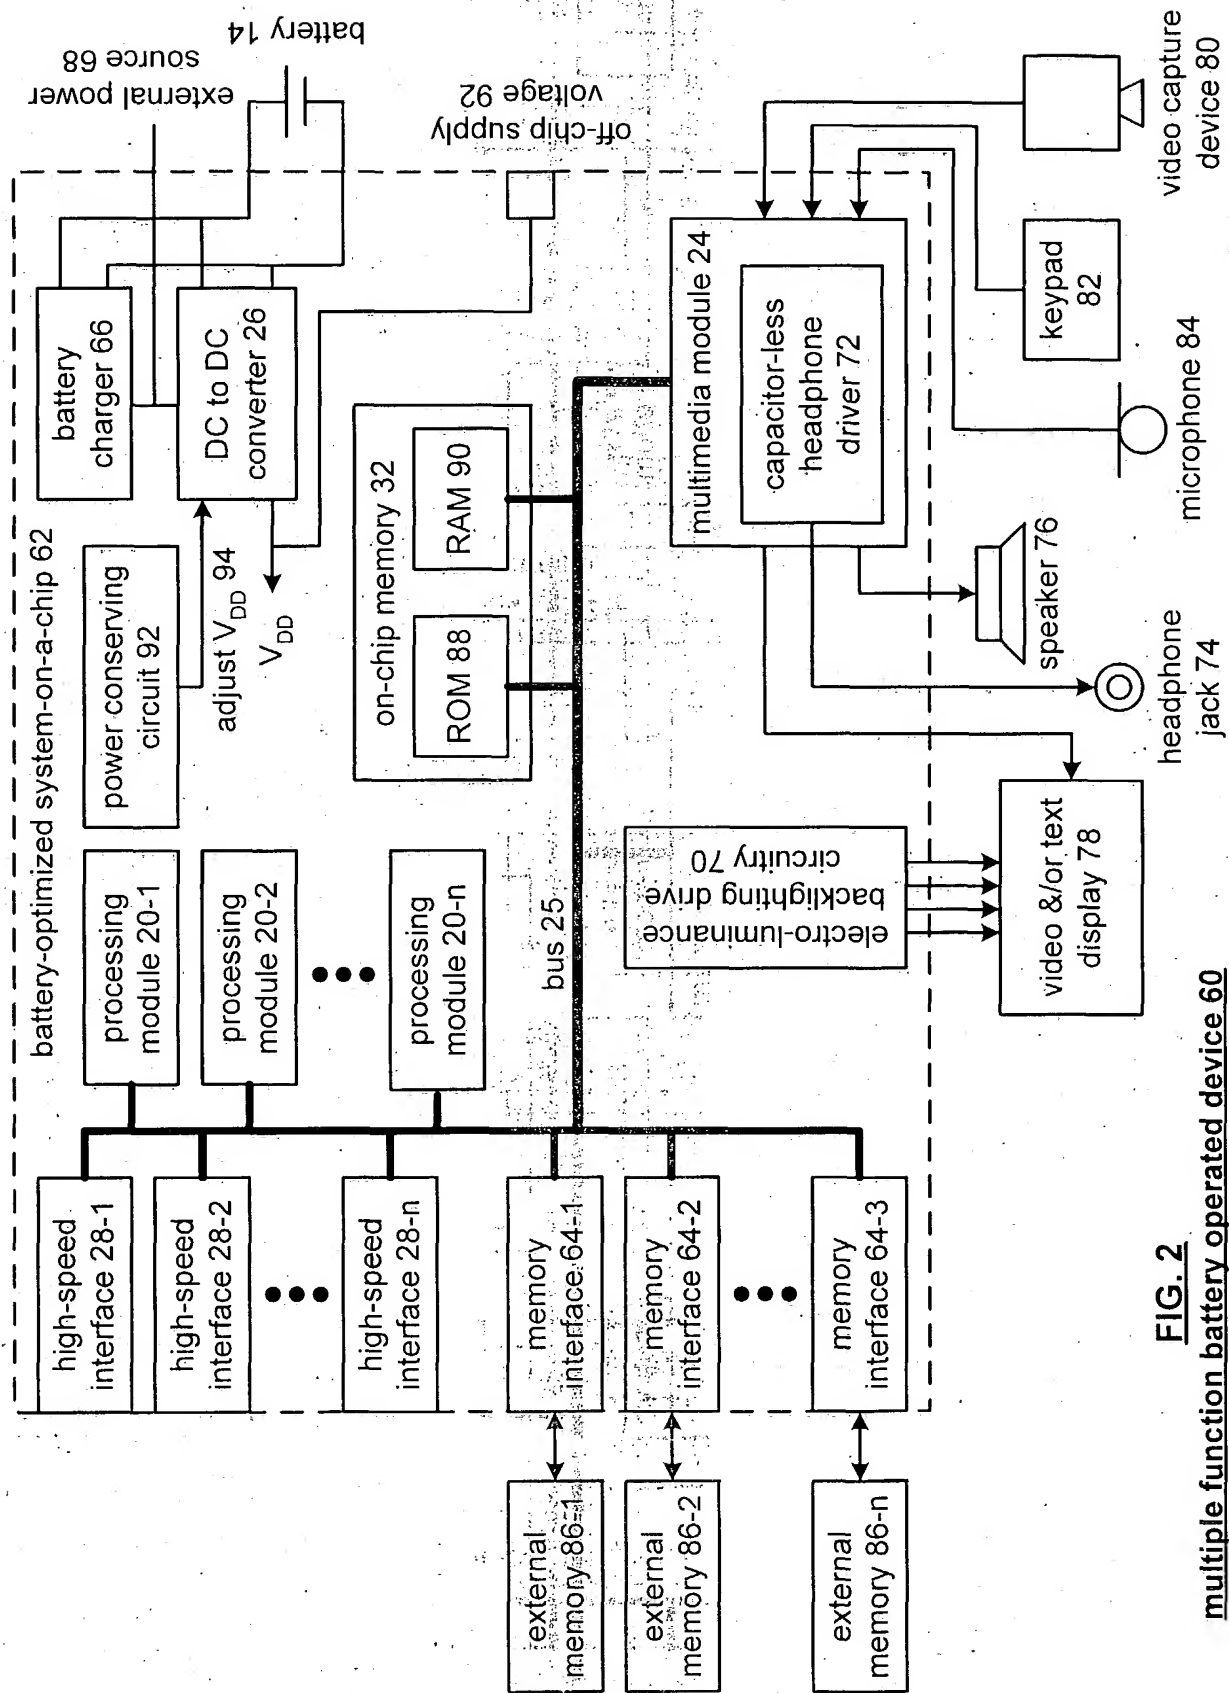 battery-optimized system-on-a-chip 62
high-speed
interface 28-1
high-speed
interface 28-2
high-speed
interface 28-n
memory
interface 64-1
memory
interface 64-2
memory
interface 64-3
external
memory 86-1
external
memory 86-2
external
memory 86-n
processing
module 20-1
processing
module 20-2
processing
module 20-n
bus 25
power conserving
circuit 92
adjust VDD 94
VDD
battery
charger 66
DC to DC
converter 26
external power
source 68
battery 14
off-chip supply
voltage 92
on-chip memory 32
ROM 88
RAM 90
multimedia module 24
capacitor-less
headphone
driver 72
electro-luminance
backlighting drive
circuitry 70
video &/or text
display 78
headphone
jack 74
speaker 76
microphone 84
keypad
82
video capture
device 80
FIG. 2
multiple function battery operated device 60